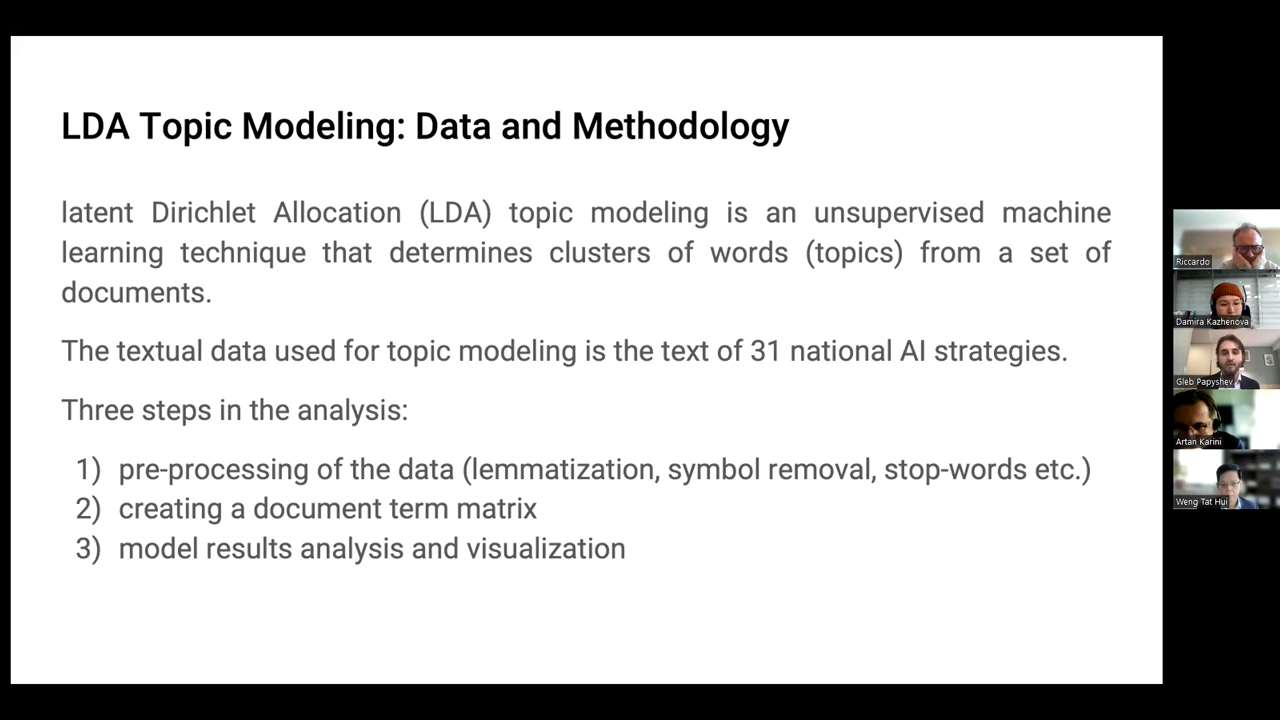 LDA Topic Modeling: Data and Methodology
latent Dirichlet Allocation (LDA) topic modeling is an unsupervised machine
learning technique that determines clusters of words (topics) from a set of
documents.
The textual data used for topic modeling is the text of 31 national AI strategies.
Three steps in the analysis:
1) pre-processing of the data (lemmatization, symbol removal, stop-words etc.)
2) creating a document term matrix
3) model results analysis and visualization
Riccardo
Damira Kazhenova
Gleb Papyshev
Artan Karini
Weng Tat Hui